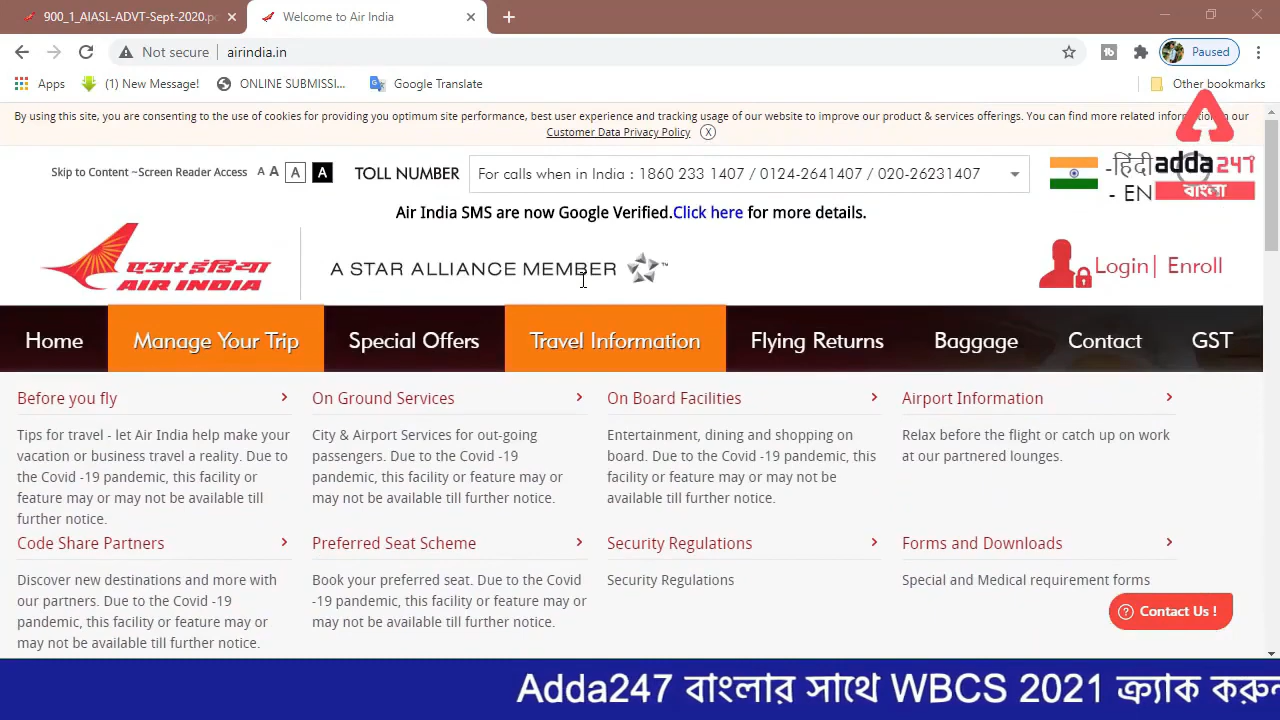 900_1_AIASL-ADVT-Sept-2020.p
Welcome to Air India
Not secure
airindia.in
Paused
Apps
(1) New Message!
ONLINE SUBMISSI...
Google Translate
Other bookmarks
By using this site, you are consenting to the use of cookies for providing you optimum site performance, best user experience and tracking usage of our website to improve our product & services offerings. You can find more related information our
Customer Data Privacy Policy
Skip to Content ~Screen Reader Access A A A A
TOLL NUMBER
For calls when in India : 1860 233 1407 / 0124-2641407 / 020-26231407
-हिंदी
- EN
adda247
বাংলা
Air India SMS are now Google Verified.Click here for more details.
एअर इंडिया
AIR INDIA
A STAR ALLIANCE MEMBER
TM
Login| Enroll
Home
Manage Your Trip
Special Offers
Travel Information
Flying Returns
Baggage
Contact
GST
Before you fly
Tips for travel - let Air India help make your
vacation or business travel a reality. Due to
the Covid -19 pandemic, this facility or
feature may or may not be available till
further notice.
On Ground Services
City & Airport Services for out-going
passengers. Due to the Covid -19
pandemic, this facility or feature may or
may not be available till further notice.
On Board Facilities
Entertainment, dining and shopping on
board. Due to the Covid -19 pandemic, this
facility or feature may or may not be
available till further notice.
Airport Information
Relax before the flight or catch up on work
at our partnered lounges.
Code Share Partners
Discover new destinations and more with
our partners. Due to the Covid -19
pandemic, this facility or feature may or
may not be available till further notice.
Preferred Seat Scheme
Book your preferred seat. Due to the Covid
-19 pandemic, this facility or feature may or
may not be available till further notice.
Security Regulations
Security Regulations
Forms and Downloads
Special and Medical requirement forms
Contact Us !
Adda247 বাংলার সাথে WBCS 2021 ক্র্যাক করুন